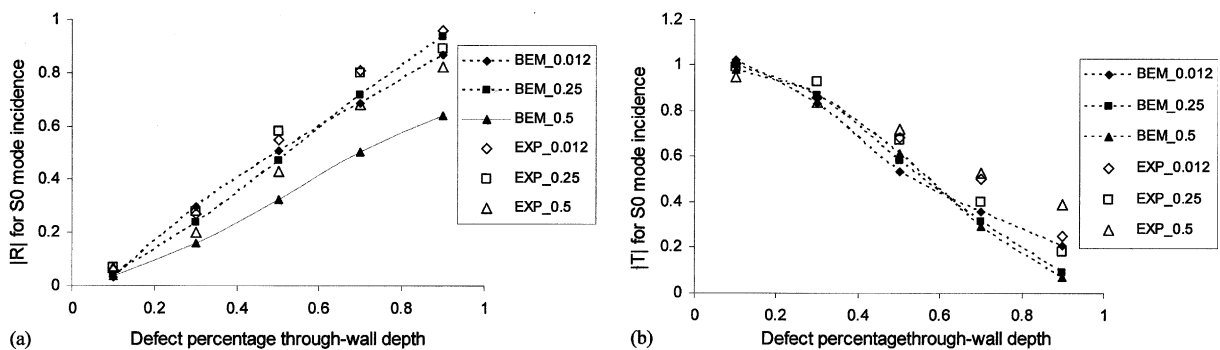 |R| for S0 mode incidence
1
0.8
0.6
0.4
0.2
0
0
0.2
0.4
0.6
0.8
1
Defect percentage through-wall depth
BEM_0.012
BEM_0.25
BEM_0.5
EXP_0.012
EXP_0.25
EXP_0.5
(a)
|T| for S0 mode incidence
1.2
1
0.8
0.6
0.4
0.2
0
0
0.2
0.4
0.6
0.8
1
Defect percentagethrough-wall depth
BEM_0.012
BEM_0.25
BEM_0.5
EXP_0.012
EXP_0.25
EXP_0.5
(b)